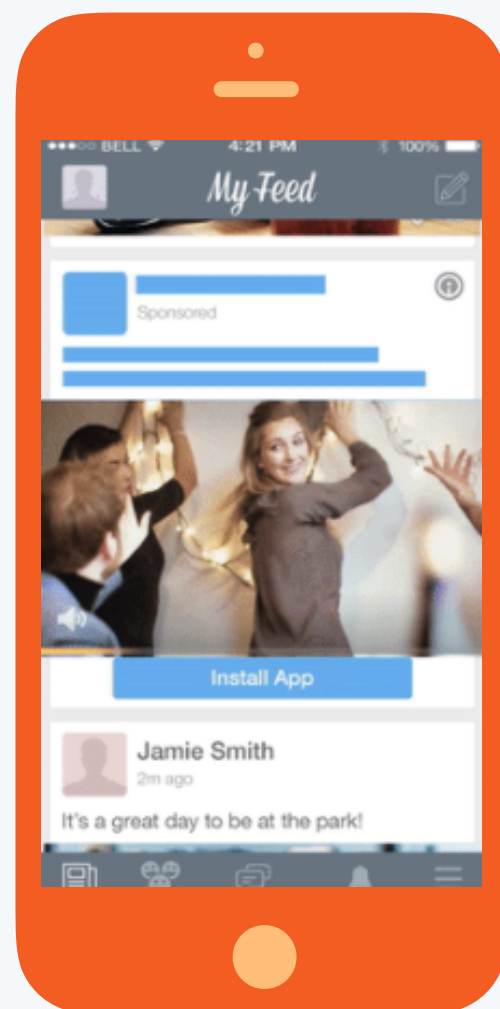 BELL 4:21 PM 100%
My Feed
Sponsored
Install App
Jamie Smith
2m ago
It's a great day to be at the park!